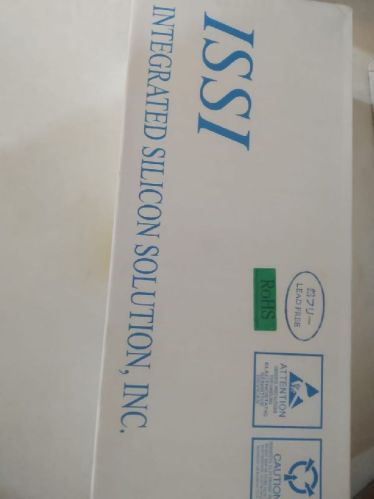 ISSI
INTEGRATED SILICON SOLUTION, INC.
鉛フリー
LEAD FREE
RoHS
ATTENTION
CAUTION